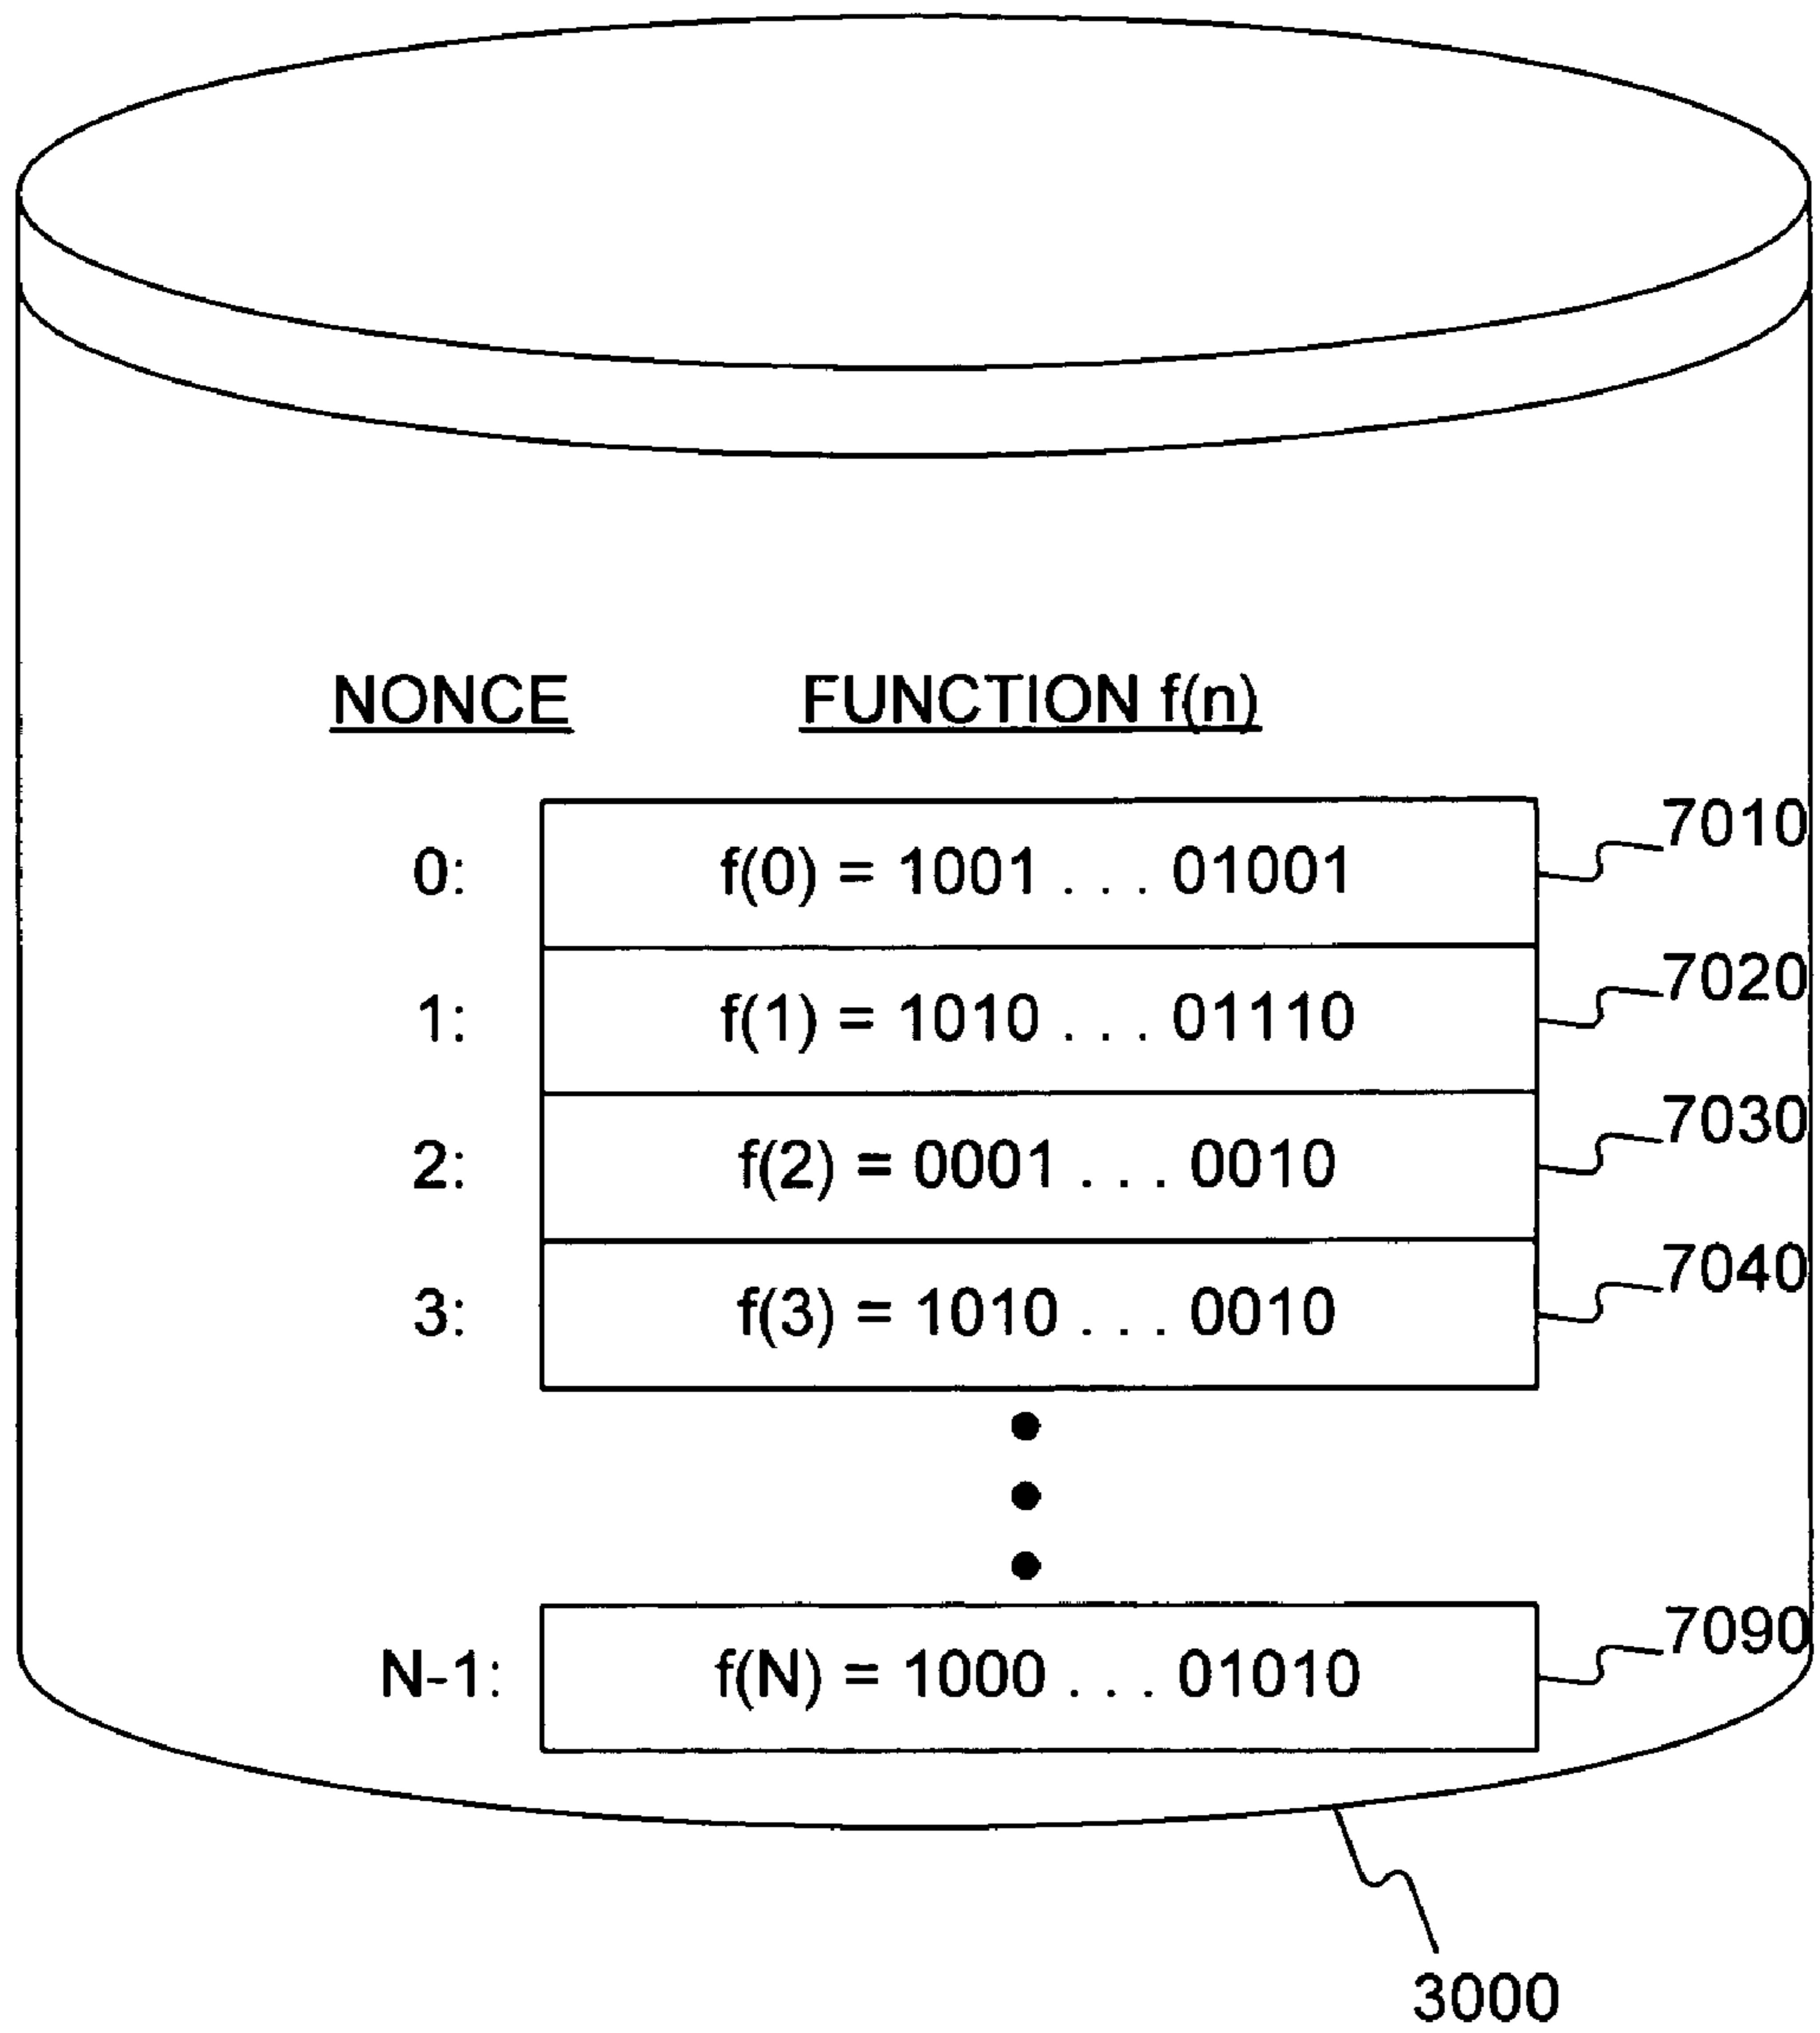 NONCE FUNCTION f(n)
0: f(0) = 1001 . . . 01001 7010
1: f(1) = 1010 . . . 01110 7020
2: f(2) = 0001 . . . 0010 7030
3: f(3) = 1010 . . . 0010 7040
N-1: f(N) = 1000 . . . 01010 7090
3000